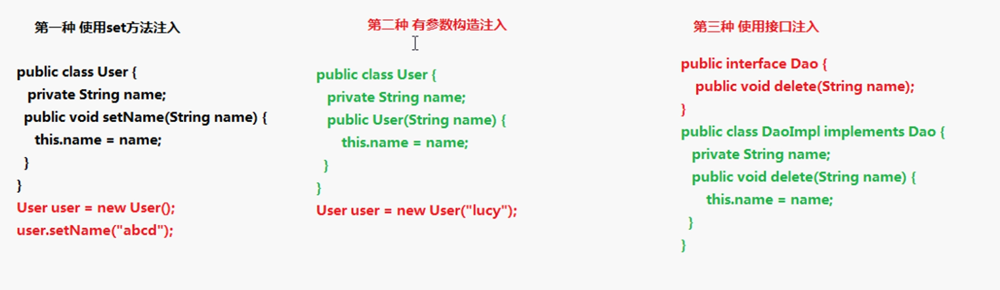 第一种 使用set方法注入
public class User {
private String name;
public void setName(String name) {
this.name = name;
}
}
User user = new User();
user.setName("abcd");
第二种 有参数构造注入
public class User {
private String name;
public User(String name) {
this.name = name;
}
}
User user = new User("lucy");
第三种 使用接口注入
public interface Dao {
public void delete(String name);
}
public class DaoImpl implements Dao {
private String name;
public void delete(String name) {
this.name = name;
}
}